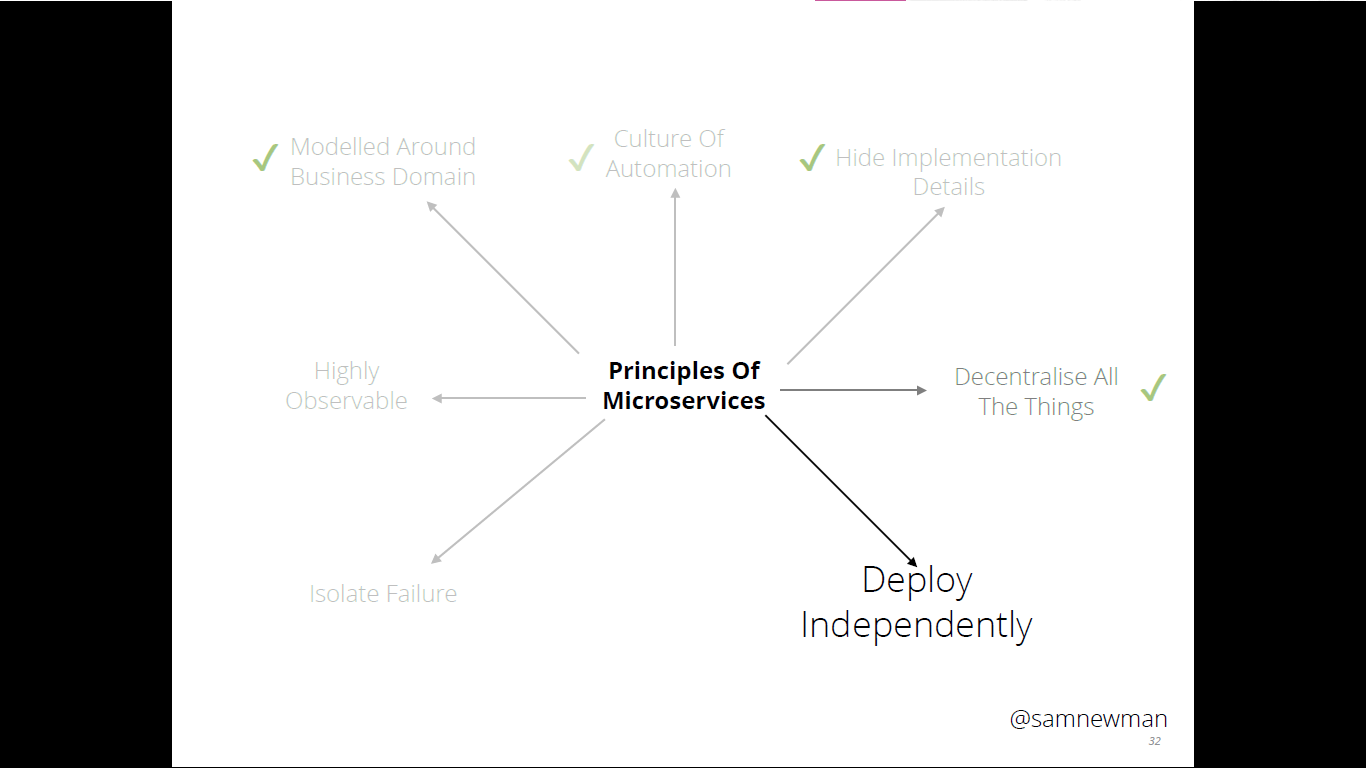 Modelled Around
Business Domain
Culture Of
Automation
Hide Implementation
Details
Highly
Observable
Principles Of
Microservices
Decentralise All
The Things
Isolate Failure
Deploy
Independently
@samnewman
32